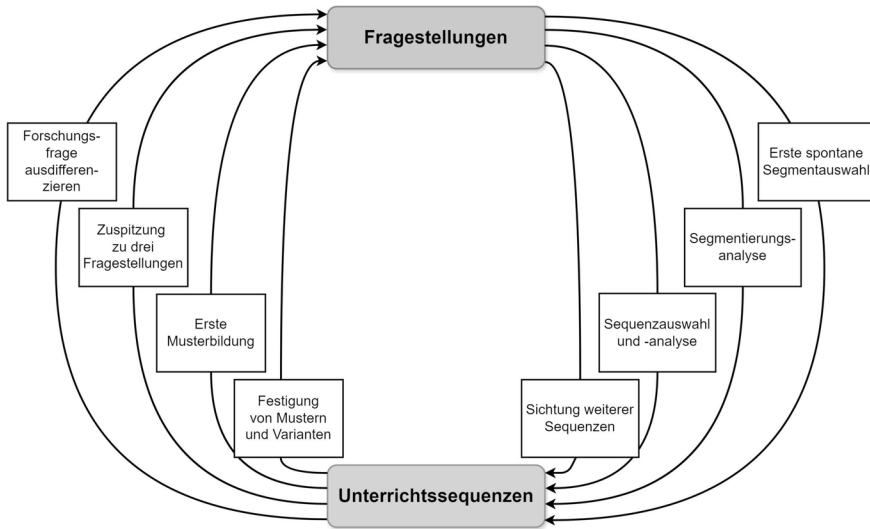 Fragestellungen
Forschungs-
frage
ausdifferen-
zieren
Erste spontane
Segmentauswahl
Zuspitzung
zu drei
Fragestellungen
Segmentierungs-
analyse
Erste
Musterbildung
Sequenzauswahl
und -analyse
Festigung
von Mustern
und Varianten
Sichtung weiterer
Sequenzen
Unterrichtssequenzen